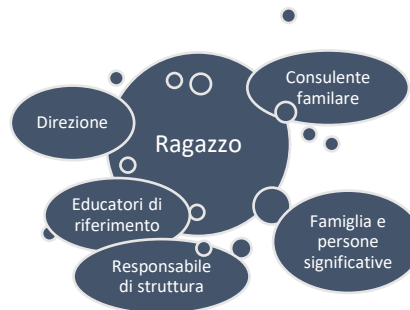 Consulente
familare
Direzione
Ragazzo
Educatori di
riferimento
Famiglia e
persone
significative
Responsabile
di struttura